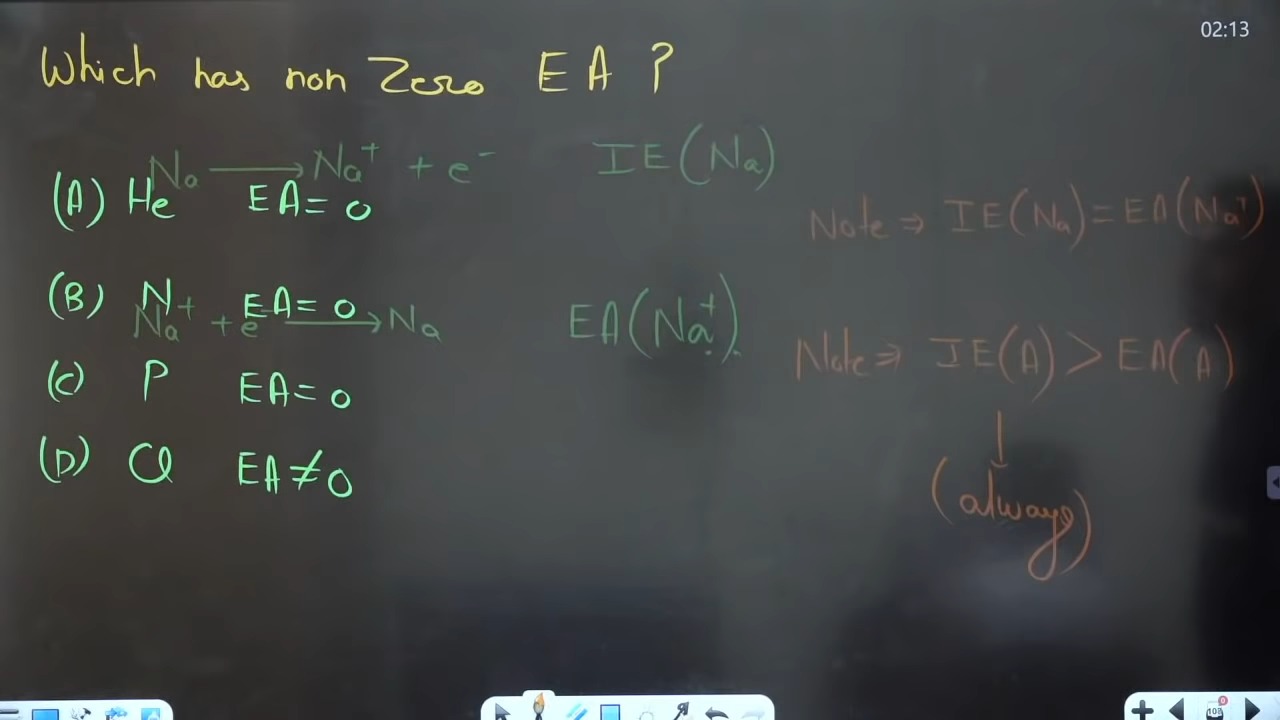 02:13
Which has non Zero EA ?
Na ⟶ Na⁺ + e⁻ IE(Na)
(A) He EA = 0
Note ⇒ IE(Na) = EA(Na⁺)
(B) N EA = 0
Na⁺ + e⁻ ⟶ Na EA(Na⁺)
Note ⇒ IE(A) > EA(A)
(C) P EA = 0
(D) Cl EA ≠ 0
(always)